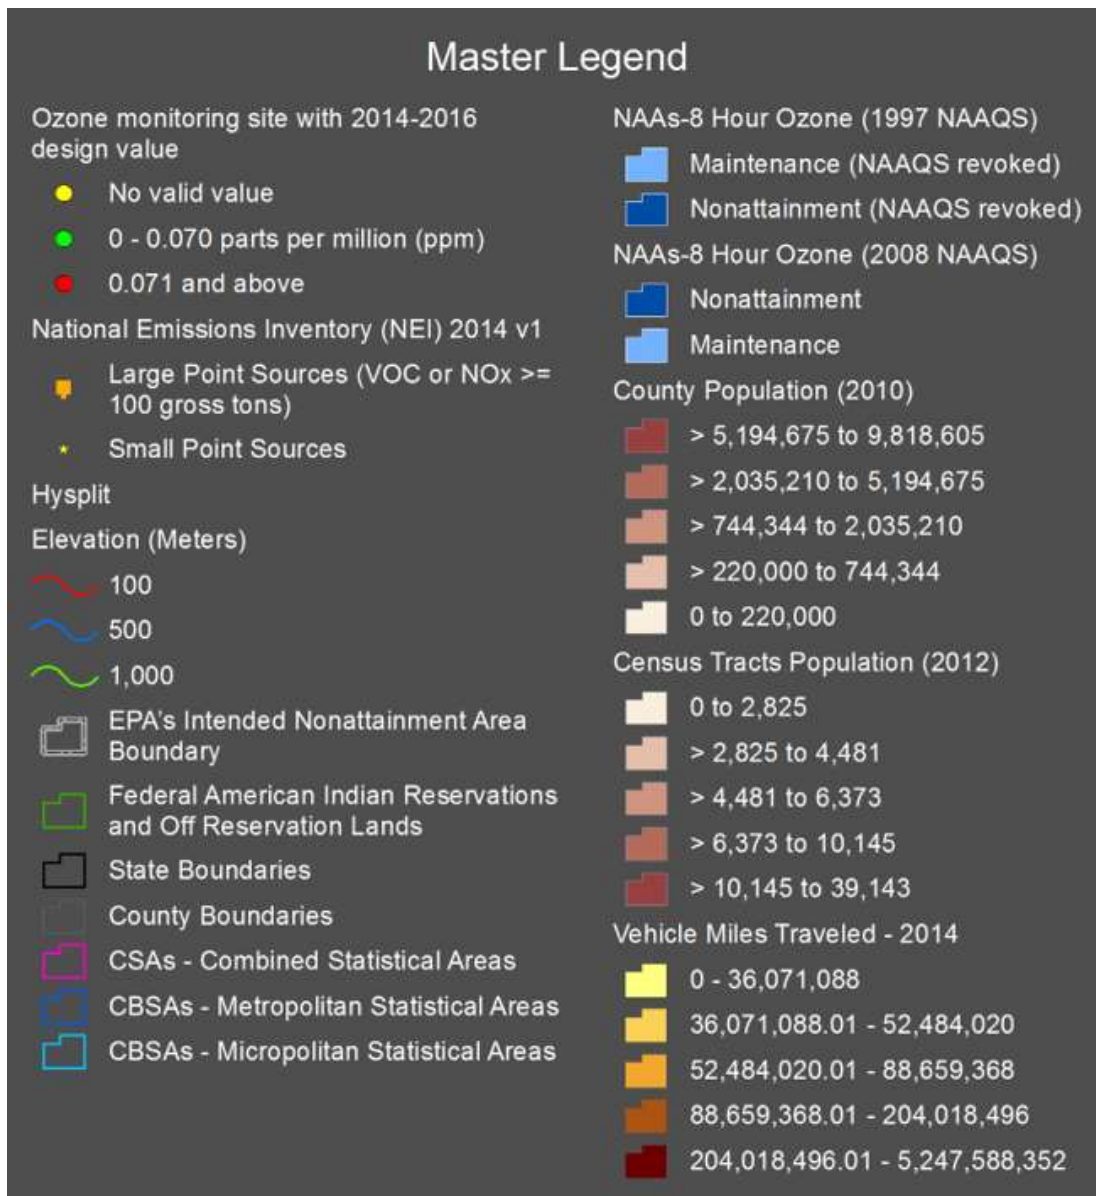 Master Legend
Ozone monitoring site with 2014-2016
design value
No valid value
0 - 0.070 parts per million (ppm)
0.071 and above
National Emissions Inventory (NEI) 2014 v1
Large Point Sources (VOC or NOx >=
100 gross tons)
Small Point Sources
Hysplit
Elevation (Meters)
100
500
1,000
EPA's Intended Nonattainment Area
Boundary
Federal American Indian Reservations
and Off Reservation Lands
State Boundaries
County Boundaries
CSAs - Combined Statistical Areas
CBSAs - Metropolitan Statistical Areas
CBSAs - Micropolitan Statistical Areas
NAAs-8 Hour Ozone (1997 NAAQS)
Maintenance (NAAQS revoked)
Nonattainment (NAAQS revoked)
NAAs-8 Hour Ozone (2008 NAAQS)
Nonattainment
Maintenance
County Population (2010)
> 5,194,675 to 9,818,605
> 2,035,210 to 5,194,675
> 744,344 to 2,035,210
> 220,000 to 744,344
0 to 220,000
Census Tracts Population (2012)
0 to 2,825
> 2,825 to 4,481
> 4,481 to 6,373
> 6,373 to 10,145
> 10,145 to 39,143
Vehicle Miles Traveled - 2014
0 - 36,071,088
36,071,088.01 - 52,484,020
52,484,020.01 - 88,659,368
88,659,368.01 - 204,018,496
204,018,496.01 - 5,247,588,352